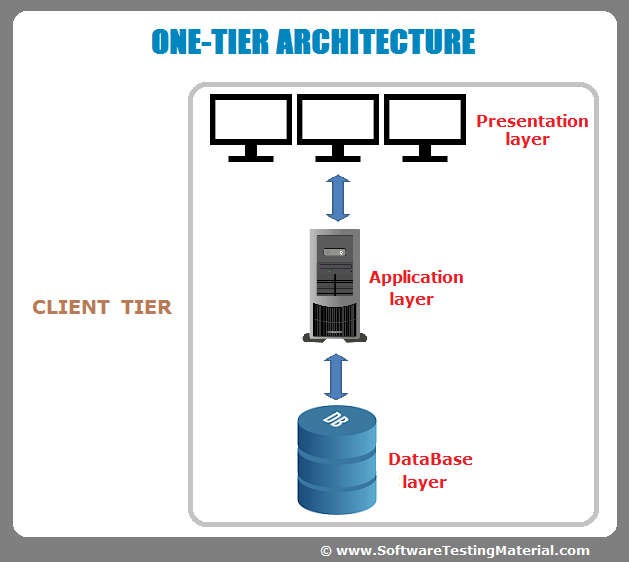 ONE-TIER ARCHITECTURE
Presentation
layer
Application
layer
CLIENT TIER
DB
DataBase
layer
© www.SoftwareTestingMaterial.com